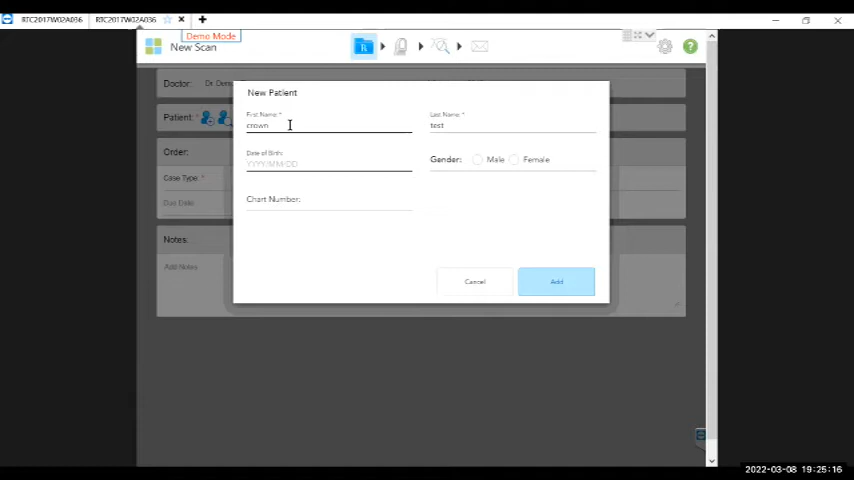 RTC2017W02A036
RTC2017W02A036
Demo Mode
New Scan
Doctor:
Patient: *
Order:
Case Type: *
Due Date
Notes:
Add Notes
New Patient
First Name: *
Last Name: *
crown
test
Date of Birth:
YYYY/MM/DD
Gender: Male Female
Chart Number:
Cancel
Add
2022-03-08 19:25:16